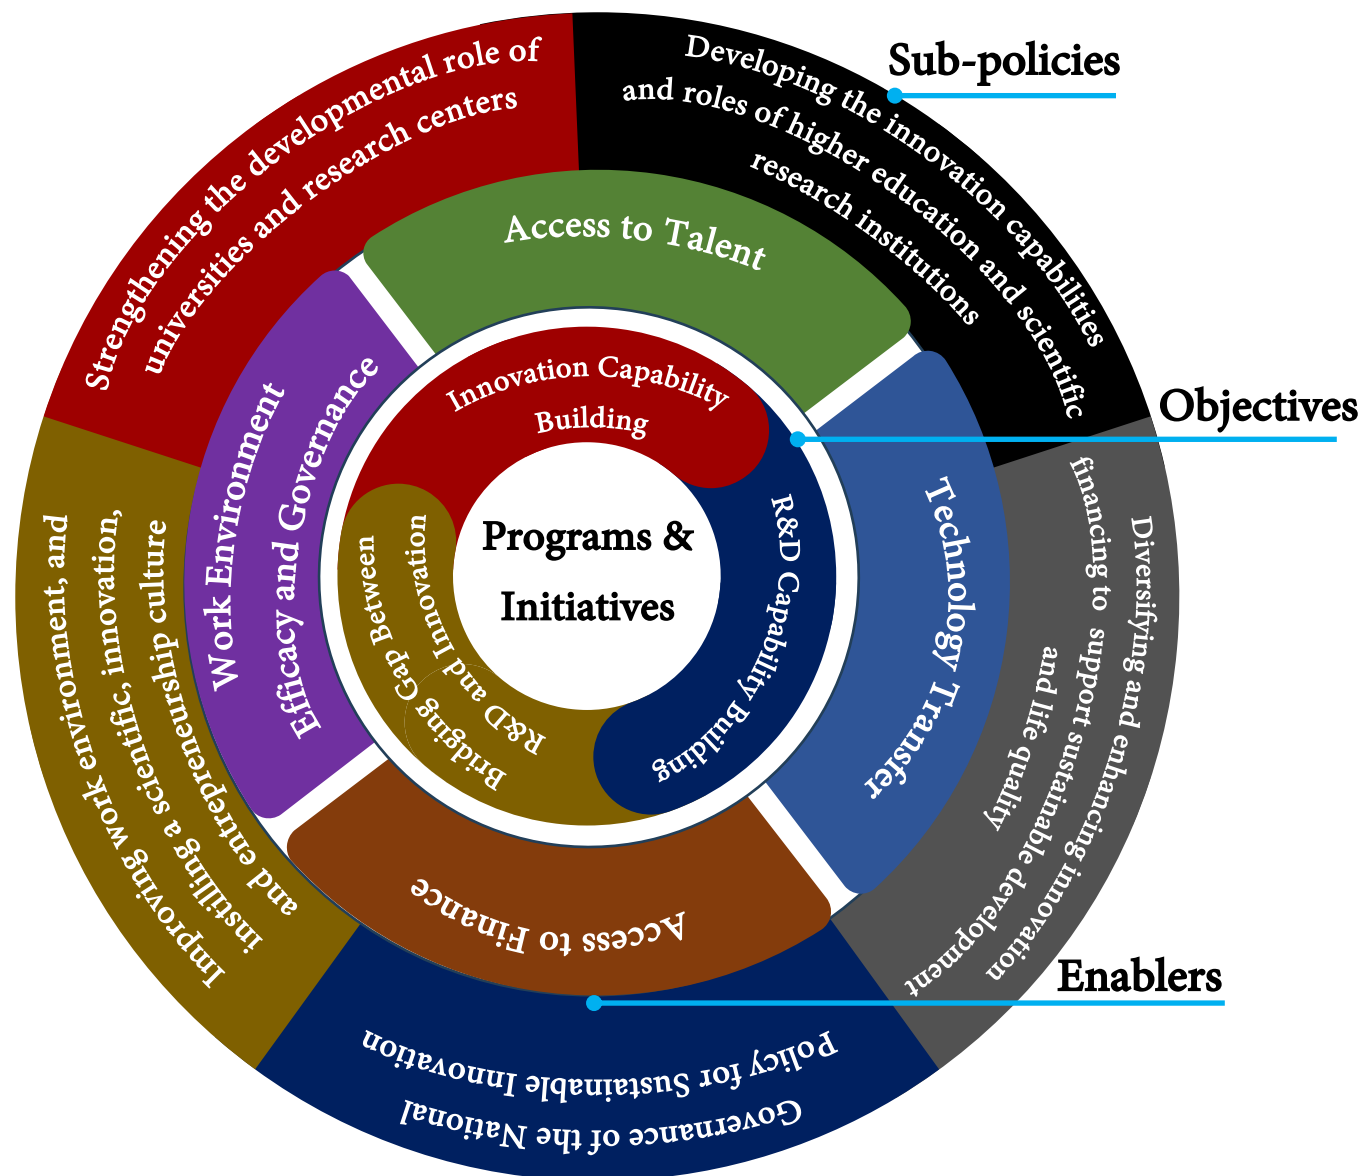 Sub-policies
Objectives
Enablers
Developing the innovation capabilities
and roles of higher education and scientific
research institutions
Diversifying and enhancing innovation
financing to support sustainable development
and life quality
Governance of the National
Policy for Sustainable Innovation
Improving work environment, and
instilling a scientific, innovation,
and entrepreneurship culture
Strengthening the developmental role of
universities and research centers
Access to Talent
Technology Transfer
Access to Finance
Work Environment
Efficacy and Governance
Innovation Capability
Building
R&D Capability Building
Bridging Gap Between
R&D and Innovation
Programs &
Initiatives